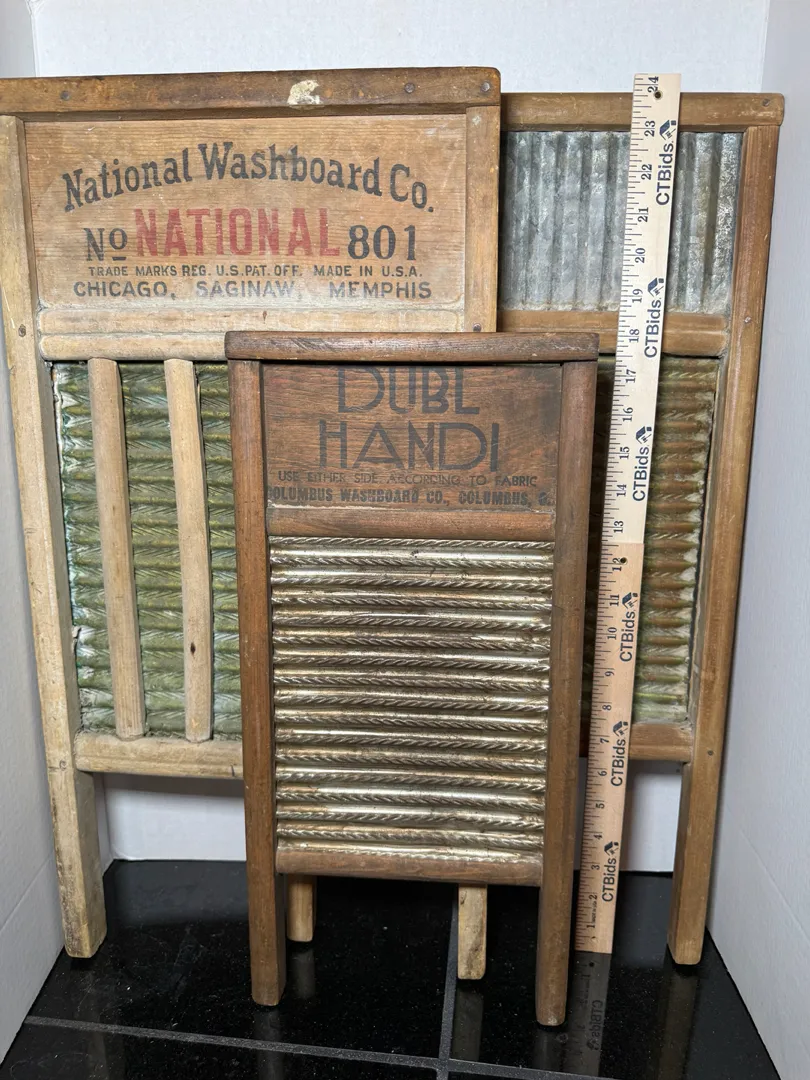 National Washboard Co.
No NATIONAL 801
TRADE MARKS REG. U.S. PAT. OFF. MADE IN U.S.A.
CHICAGO, SAGINAW, MEMPHIS
DUBL
HANDI
USE EITHER SIDE ACCORDING TO FABRIC
COLUMBUS WASHBOARD CO., COLUMBUS, O.
24
23
CTBids
22
21
20
19
CTBids
18
17
16
15
CTBids
14
13
12
11
CTBids
10
9
8
7
CTBids
6
5
4
3
CTBids
2
1